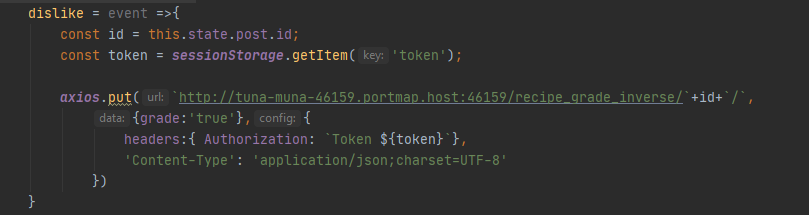 dislike = event =>{
const id = this.state.post.id;
const token = sessionStorage.getItem( key: 'token');
axios.put( url: `http://tuna-muna-46159.portmap.host:46159/recipe_grade_inverse/`+id+`/`,
data: {grade:'true'}, config: {
headers:{ Authorization: `Token ${token}`},
'Content-Type': 'application/json;charset=UTF-8'
})
}